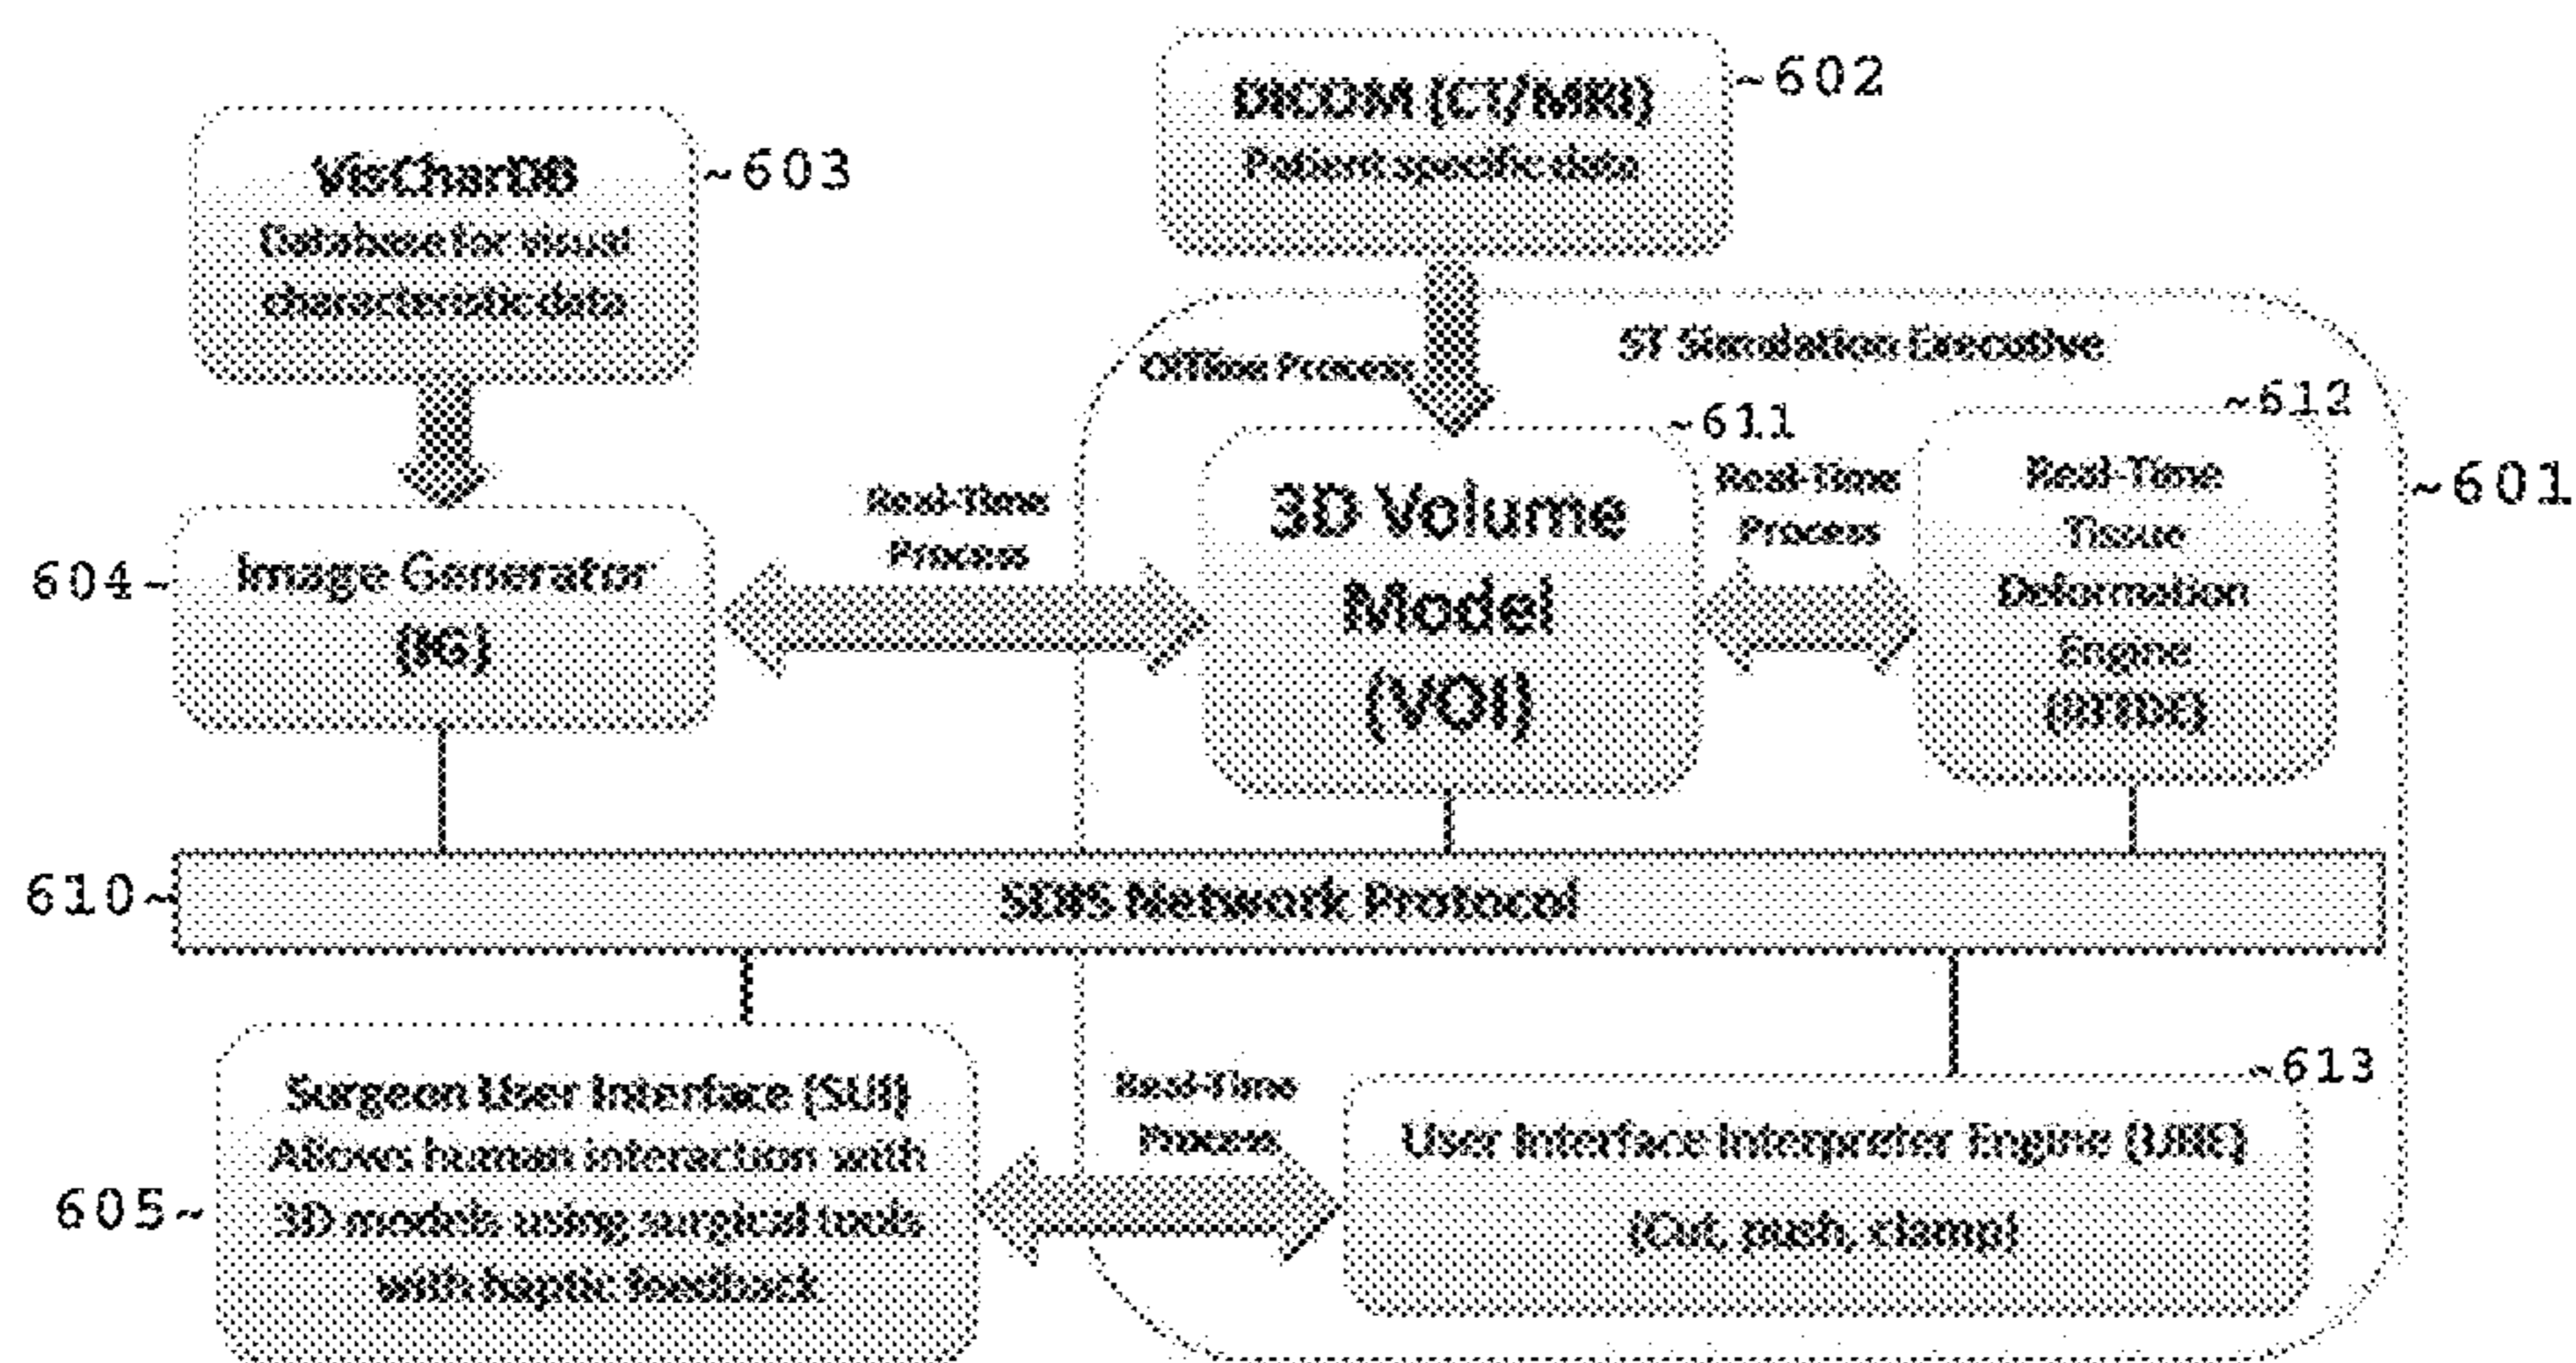 DICOM (CT/MRI)
Patient specific data
~602
VisCharDB
Database for visual
characteristic data
~603
Offline Process
ST Simulation Executive
~601
Image Generator
(IG)
604~
Real-Time
Process
3D Volume
Model
(VOI)
~611
Real-Time
Process
Real-Time
Tissue
Deformation
Engine
(RTTDE)
~612
610~
SDIS Network Protocol
Surgeon User Interface (SUI)
Allows human interaction with
3D models using surgical tools
with haptic feedback
605~
Real-Time
Process
User Interface Interpreter Engine (UIIE)
(Cut, push, clamp)
~613